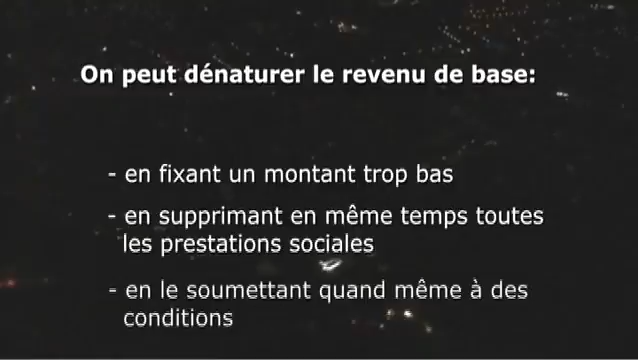 On peut dénaturer le revenu de base:
- en fixant un montant trop bas
- en supprimant en même temps toutes
les prestations sociales
- en le soumettant quand même à des
conditions